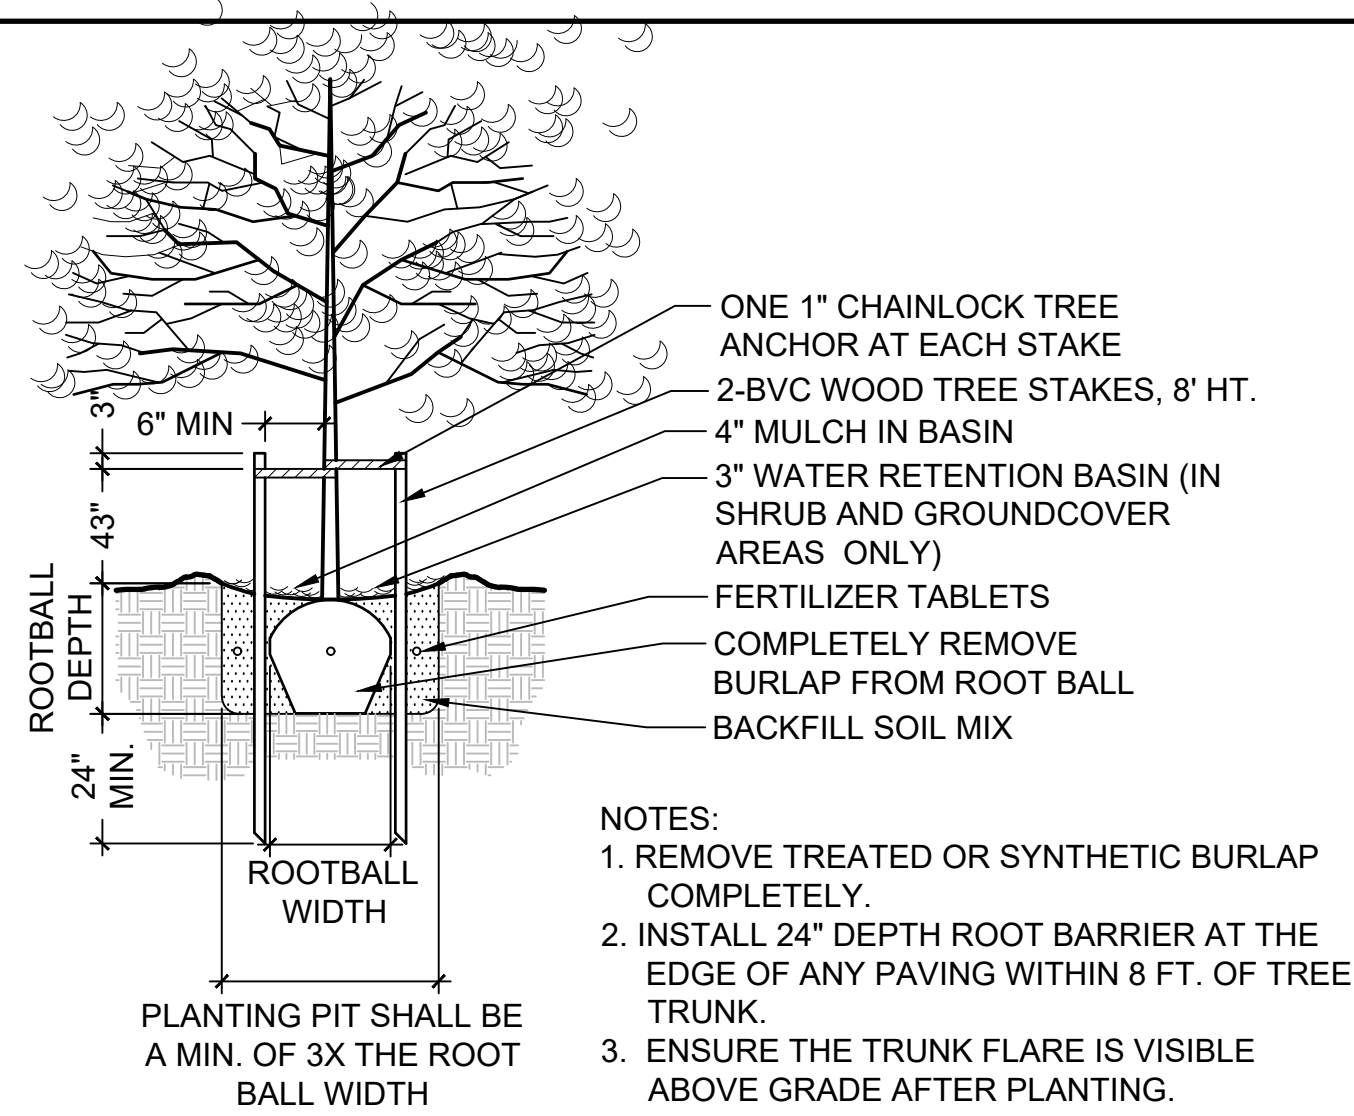 ONE 1" CHAINLOCK TREE
ANCHOR AT EACH STAKE
2-BVC WOOD TREE STAKES, 8' HT.
4" MULCH IN BASIN
3" WATER RETENTION BASIN (IN
SHRUB AND GROUNDCOVER
AREAS ONLY)
FERTILIZER TABLETS
COMPLETELY REMOVE
BURLAP FROM ROOT BALL
BACKFILL SOIL MIX
3"
6" MIN
43"
ROOTBALL
DEPTH
24"
MIN.
ROOTBALL
WIDTH
PLANTING PIT SHALL BE
A MIN. OF 3X THE ROOT
BALL WIDTH
NOTES:
1. REMOVE TREATED OR SYNTHETIC BURLAP
COMPLETELY.
2. INSTALL 24" DEPTH ROOT BARRIER AT THE
EDGE OF ANY PAVING WITHIN 8 FT. OF TREE
TRUNK.
3. ENSURE THE TRUNK FLARE IS VISIBLE
ABOVE GRADE AFTER PLANTING.